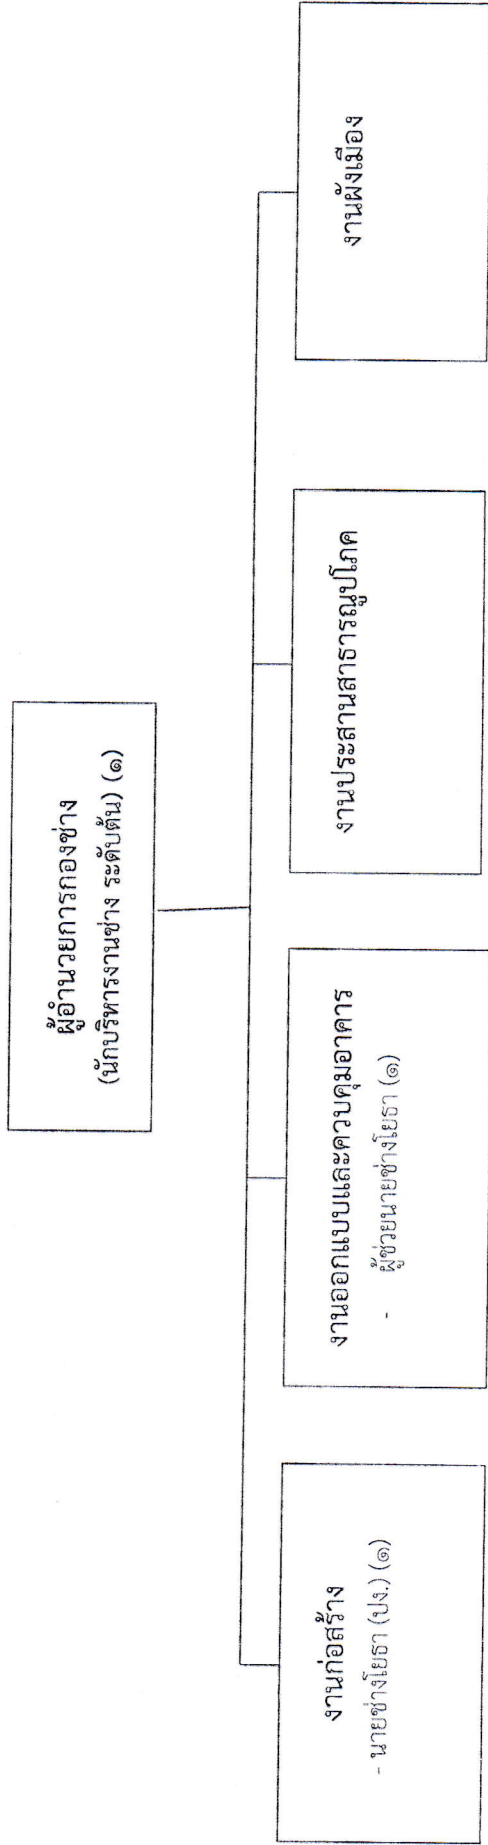 ผู้อำนวยการกองช่าง
(นักบริหารงานช่าง ระดับต้น) (๑)
งานก่อสร้าง
- นายช่างโยธา (ปง.) (๑)
งานออกแบบและควบคุมอาคาร
- ผู้ช่วยนายช่างโยธา (๑)
งานประสานสาธารณูปโภค
งานผังเมือง